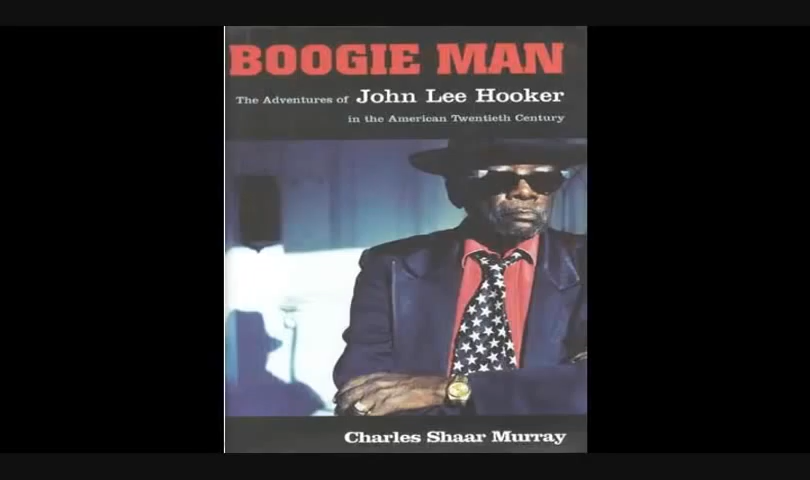 BOOGIE MAN
The Adventures of John Lee Hooker
in the American Twentieth Century
Charles Shaar Murray